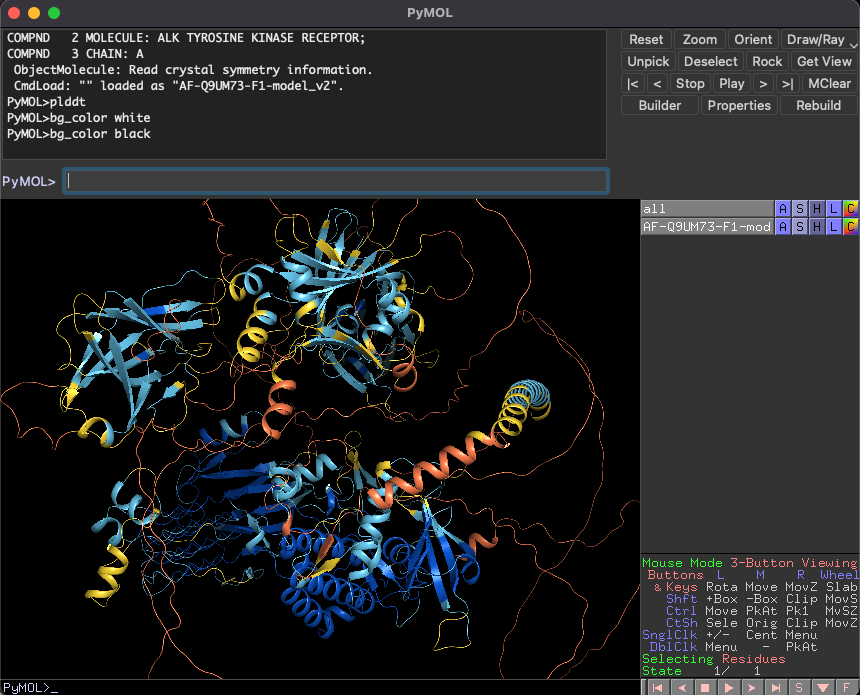 PyMOL
COMPND   2 MOLECULE: ALK TYROSINE KINASE RECEPTOR;
COMPND   3 CHAIN: A
ObjectMolecule: Read crystal symmetry information.
CmdLoad: "" loaded as "AF-Q9UM73-F1-model_v2".
PyMOL>plddt
PyMOL>bg_color white
PyMOL>bg_color black
Reset Zoom Orient Draw/Ray
Unpick Deselect Rock Get View
|< < Stop Play > >| MClear
Builder Properties Rebuild
PyMOL>
all A S H L C
AF-Q9UM73-F1-mod A S H L C
Mouse Mode 3-Button Viewing
Buttons L M R Wheel
& Keys Rota Move MovZ Slab
Shft +Box -Box Clip MovS
Ctrl Move PkAt Pk1 MvSZ
CtSh Sele Orig Clip MovZ
SnglClk +/- Cent Menu
DblClk Menu - PkAt
Selecting Residues
State 1/ 1
PyMOL>_
S F